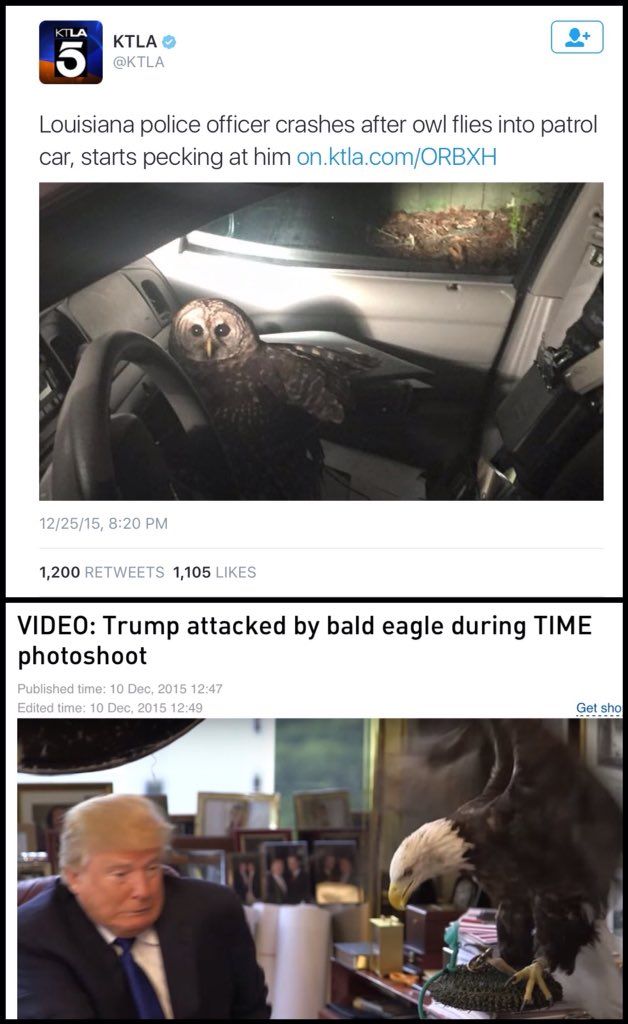 KTLA
5
KTLA
@KTLA
Louisiana police officer crashes after owl flies into patrol
car, starts pecking at him on.ktla.com/ORBXH
12/25/15, 8:20 PM
1,200 RETWEETS 1,105 LIKES
VIDEO: Trump attacked by bald eagle during TIME
photoshoot
Published time: 10 Dec, 2015 12:47
Edited time: 10 Dec, 2015 12:49
Get sho